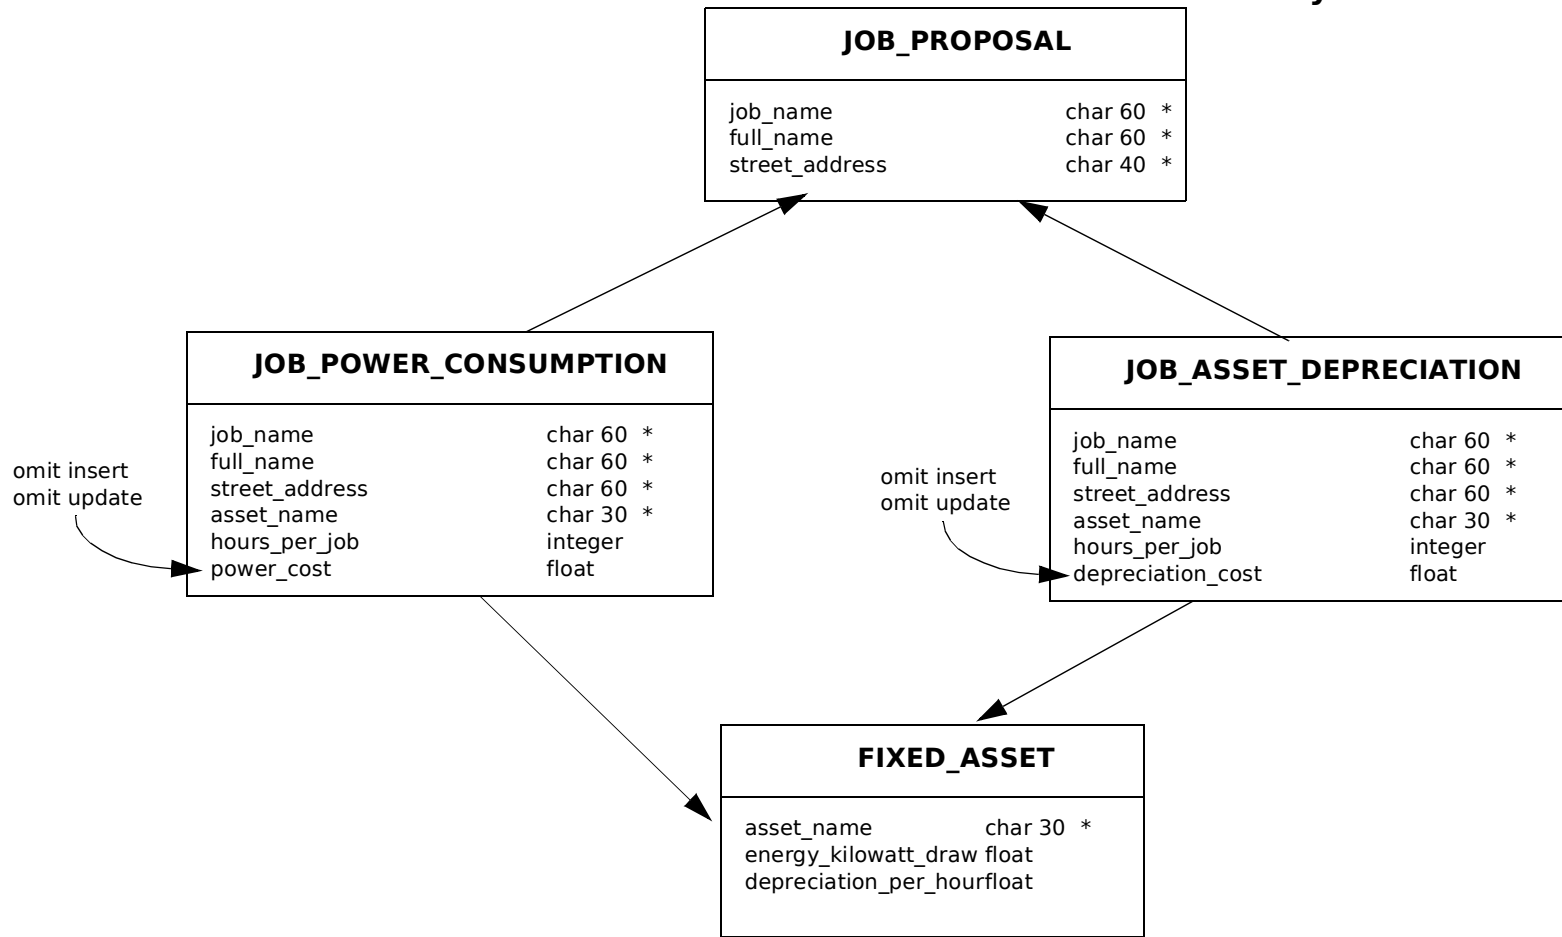 JOB_PROPOSAL
job_name char 60 *
full_name char 60 *
street_address char 40 *
JOB_POWER_CONSUMPTION
job_name char 60 *
full_name char 60 *
street_address char 60 *
asset_name char 30 *
hours_per_job integer
power_cost float
omit insert
omit update
JOB_ASSET_DEPRECIATION
job_name char 60 *
full_name char 60 *
street_address char 60 *
asset_name char 30 *
hours_per_job integer
depreciation_cost float
omit insert
omit update
FIXED_ASSET
asset_name char 30 *
energy_kilowatt_draw float
depreciation_per_hourfloat